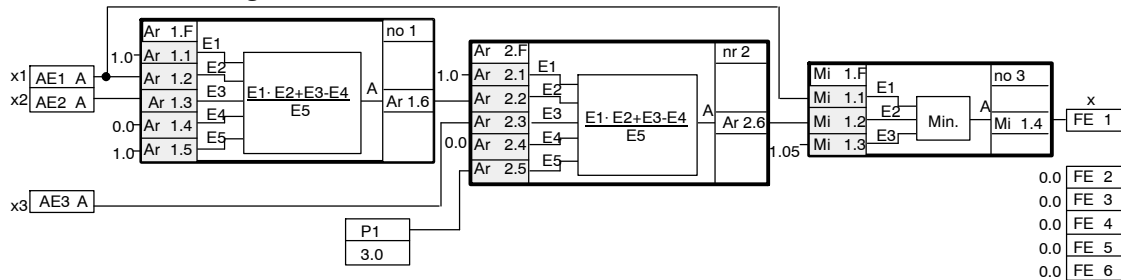 x1 AE1 A
x2 AE2 A
x3 AE3 A
Ar 1.F no 1
1.0 Ar 1.1 E1
Ar 1.2 E2
Ar 1.3 E3
0.0 Ar 1.4 E4
1.0 Ar 1.5 E5
E1· E2+E3-E4
E5
A Ar 1.6
Ar 2.F nr 2
1.0 Ar 2.1 E1
Ar 2.2 E2
Ar 2.3 E3
0.0 Ar 2.4 E4
Ar 2.5 E5
E1· E2+E3-E4
E5
A Ar 2.6
P1
3.0
Mi 1.F no 3
Mi 1.1 E1
Mi 1.2 E2
1.05 Mi 1.3 E3
Min.
A Mi 1.4
x
FE 1
0.0 FE 2
0.0 FE 3
0.0 FE 4
0.0 FE 5
0.0 FE 6